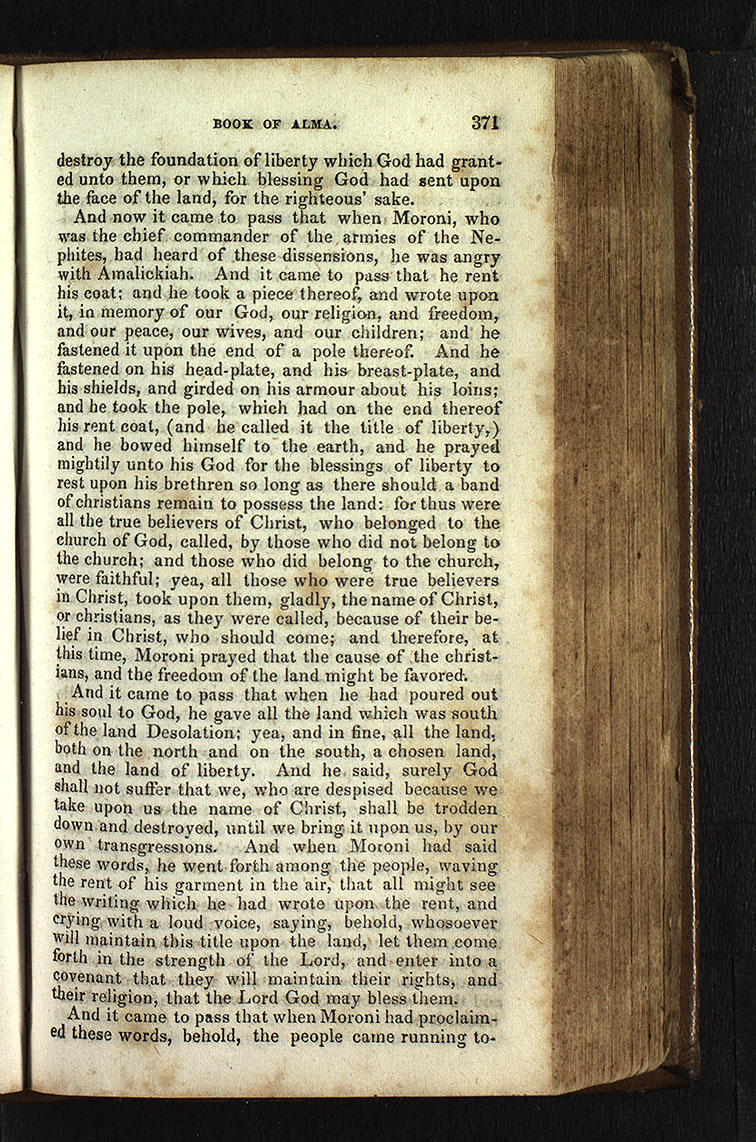 BOOK OF ALMA. 371
destroy the foundation of liberty which God had grant-
ed unto them, or which blessing God had sent upon
the face of the land, for the righteous' sake.
And now it came to pass that when Moroni, who
was the chief commander of the armies of the Ne-
phites, had heard of these dissensions, he was angry
with Amalickiah. And it came to pass that he rent
his coat; and he took a piece thereof, and wrote upon
it, in memory of our God, our religion, and freedom,
and our peace, our wives, and our children; and he
fastened it upon the end of a pole thereof. And he
fastened on his head-plate, and his breast-plate, and
his shields, and girded on his armour about his loins;
and he took the pole, which had on the end thereof
his rent coat, (and he called it the title of liberty,)
and he bowed himself to the earth, and he prayed
mightily unto his God for the blessings of liberty to
rest upon his brethren so long as there should a band
of christians remain to possess the land: for thus were
all the true believers of Christ, who belonged to the
church of God, called, by those who did not belong to
the church; and those who did belong to the church,
were faithful; yea, all those who were true believers
in Christ, took upon them, gladly, the name of Christ,
or christians, as they were called, because of their be-
lief in Christ, who should come; and therefore, at
this time, Moroni prayed that the cause of the christ-
ians, and the freedom of the land might be favored.
And it came to pass that when he had poured out
his soul to God, he gave all the land which was south
of the land Desolation; yea, and in fine, all the land,
both on the north and on the south, a chosen land,
and the land of liberty. And he said, surely God
shall not suffer that we, who are despised because we
take upon us the name of Christ, shall be trodden
down and destroyed, until we bring it upon us, by our
own transgressions. And when Moroni had said
these words, he went forth among the people, waving
the rent of his garment in the air, that all might see
the writing which he had wrote upon the rent, and
crying with a loud voice, saying, behold, whosoever
will maintain this title upon the land, let them come
forth in the strength of the Lord, and enter into a
covenant that they will maintain their rights, and
their religion, that the Lord God may bless them.
And it came to pass that when Moroni had proclaim-
ed these words, behold, the people came running to-